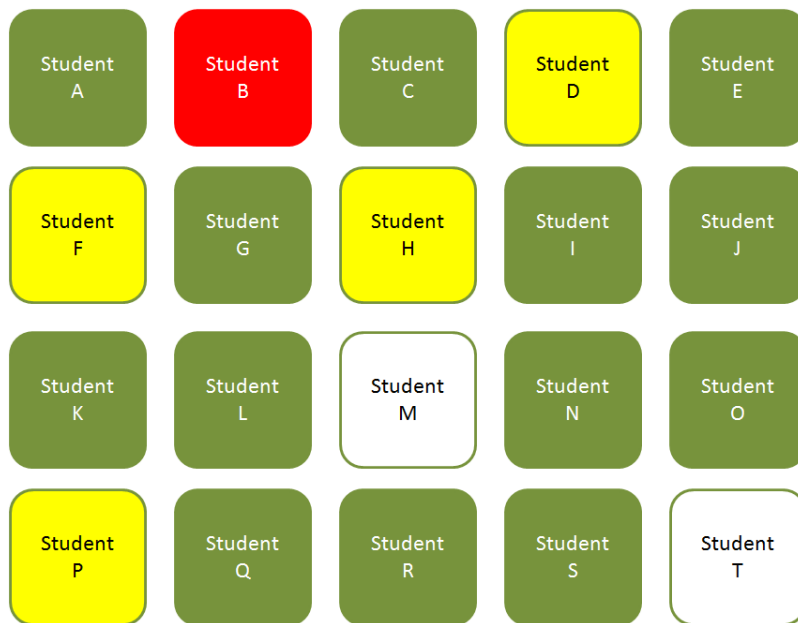 Student
A
Student
B
Student
C
Student
D
Student
E
Student
F
Student
G
Student
H
Student
I
Student
J
Student
K
Student
L
Student
M
Student
N
Student
O
Student
P
Student
Q
Student
R
Student
S
Student
T